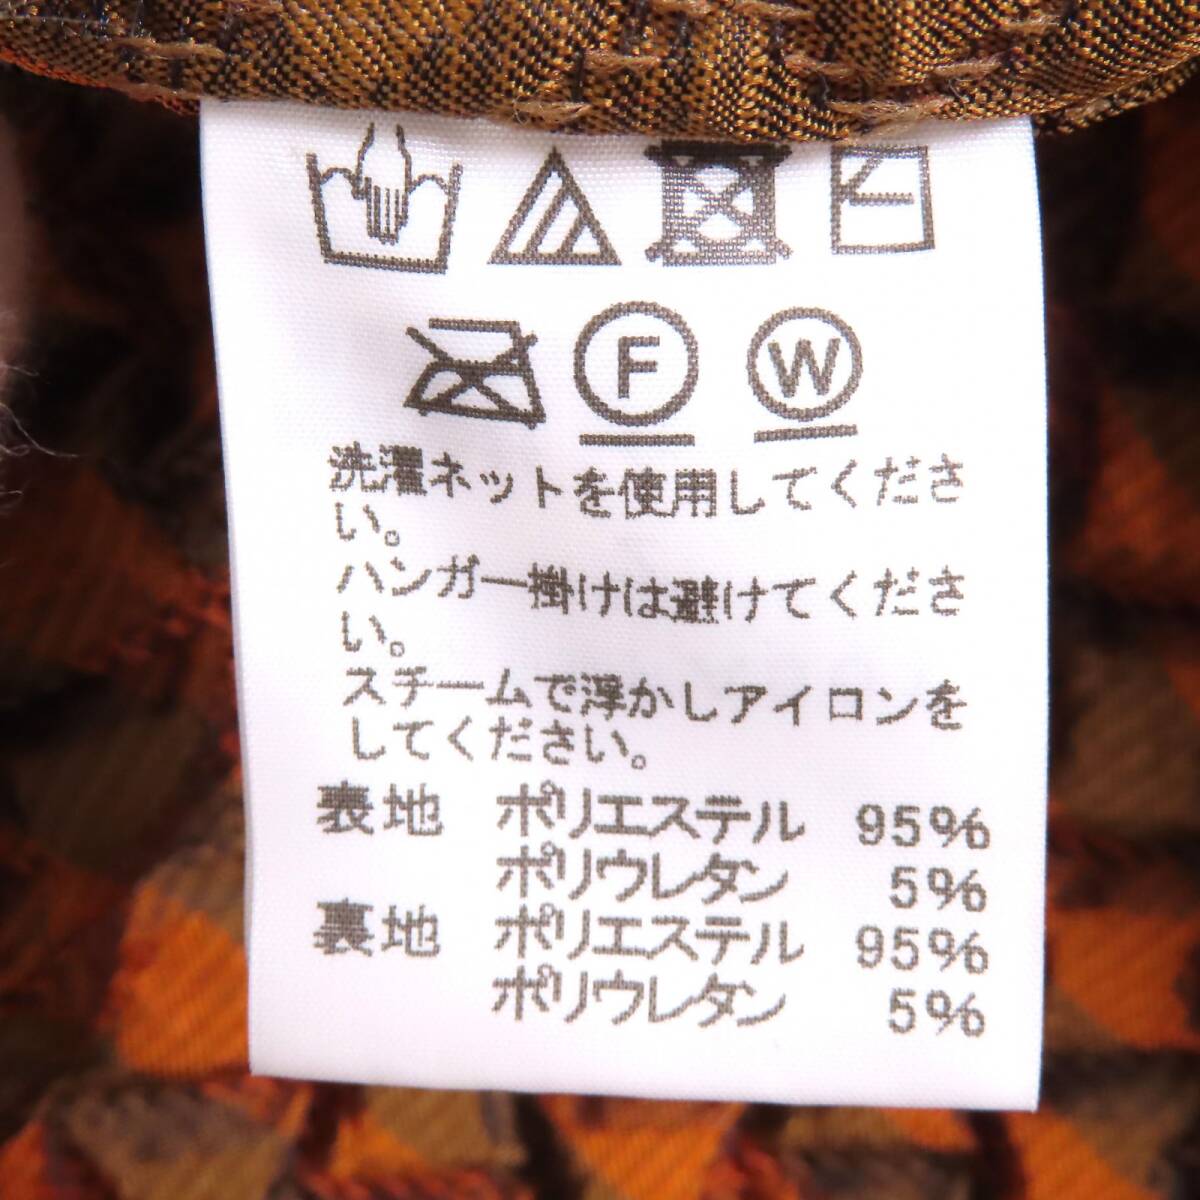 F W
洗濯ネットを使用してくださ
い。
ハンガー掛けは避けてくださ
い。
スチームで浮かしアイロンを
してください。
表地 ポリエステル 95%
ポリウレタン 5%
裏地 ポリエステル 95%
ポリウレタン 5%